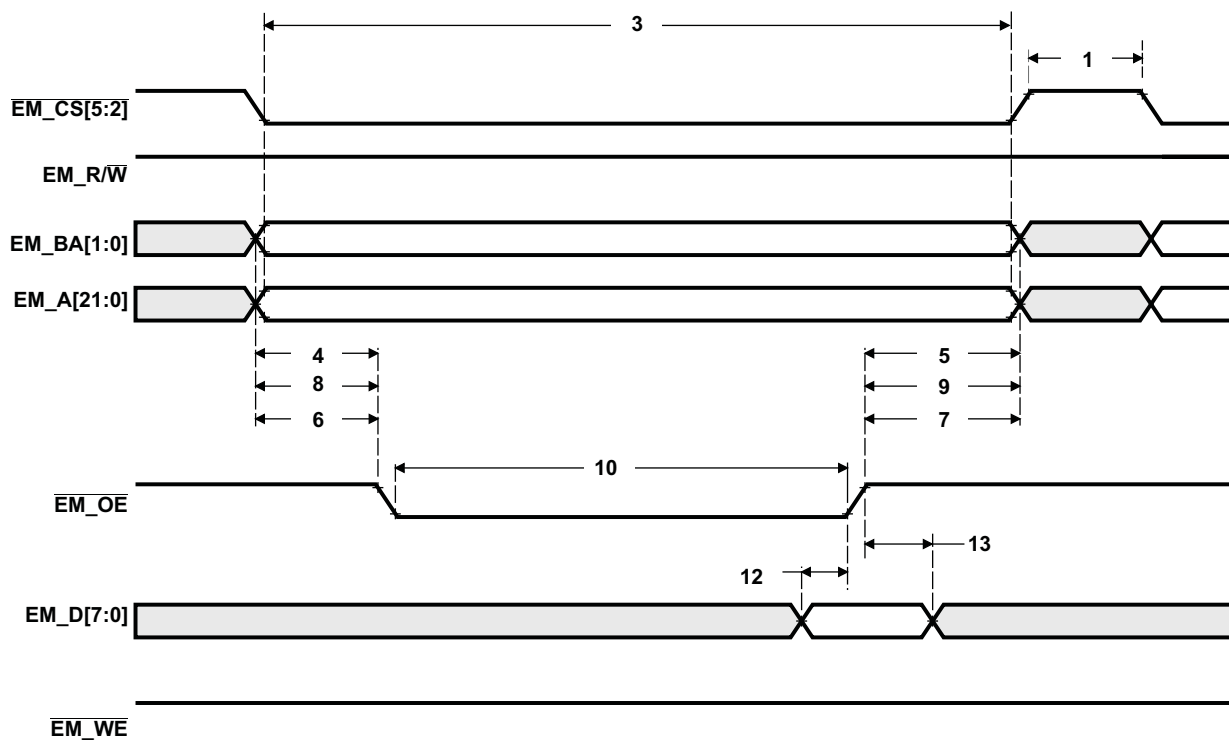 3
1
EM_CS[5:2]
EM_R/W
EM_BA[1:0]
EM_A[21:0]
4 5
8 9
6 7
10
EM_OE
13
12
EM_D[7:0]
EM_WE